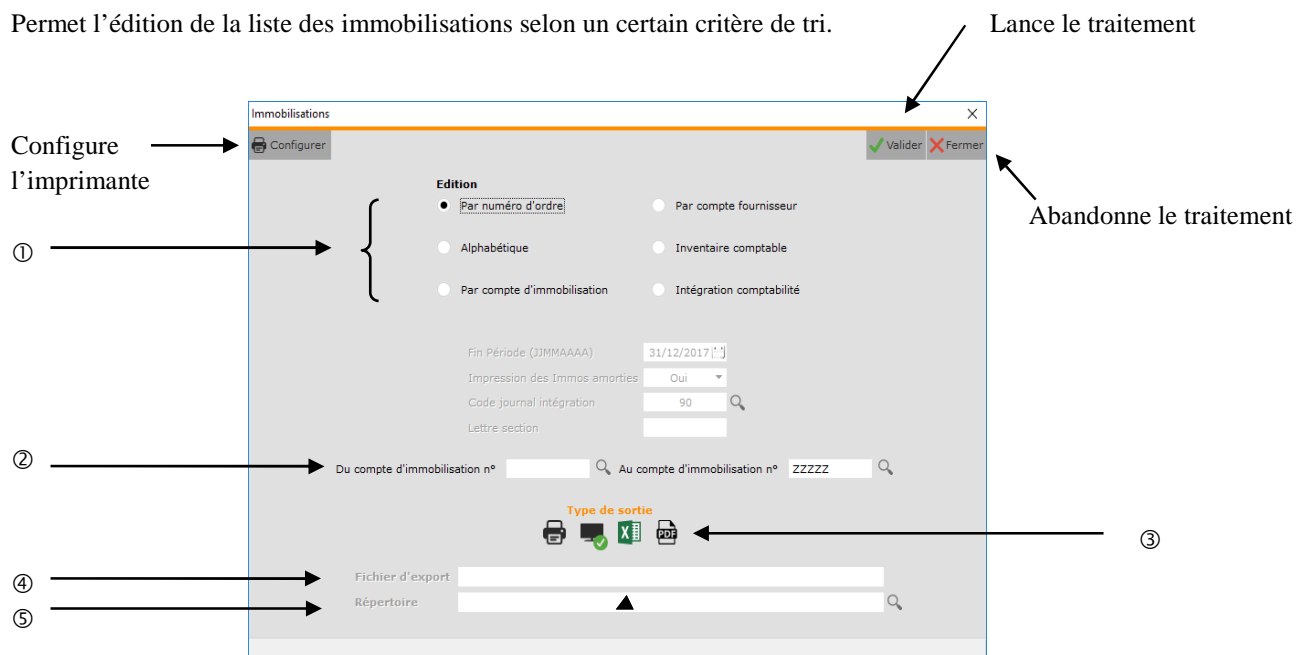 Permet l’édition de la liste des immobilisations selon un certain critère de tri.
Lance le traitement
Immobilisations
Configure
l’imprimante
Configurer
Valider
Fermer
Abandonne le traitement
Edition
①
Par numéro d'ordre
Par compte fournisseur
Alphabétique
Inventaire comptable
Par compte d'immobilisation
Intégration comptabilité
Fin Période (JJMMAAAA) 31/12/2017
Impression des Immos amorties Oui
Code journal intégration 90
Lettre section
②
Du compte d'immobilisation n°
Au compte d'immobilisation n° ZZZZZ
Type de sortie
X
PDF
③
④
Fichier d'export
⑤
Répertoire